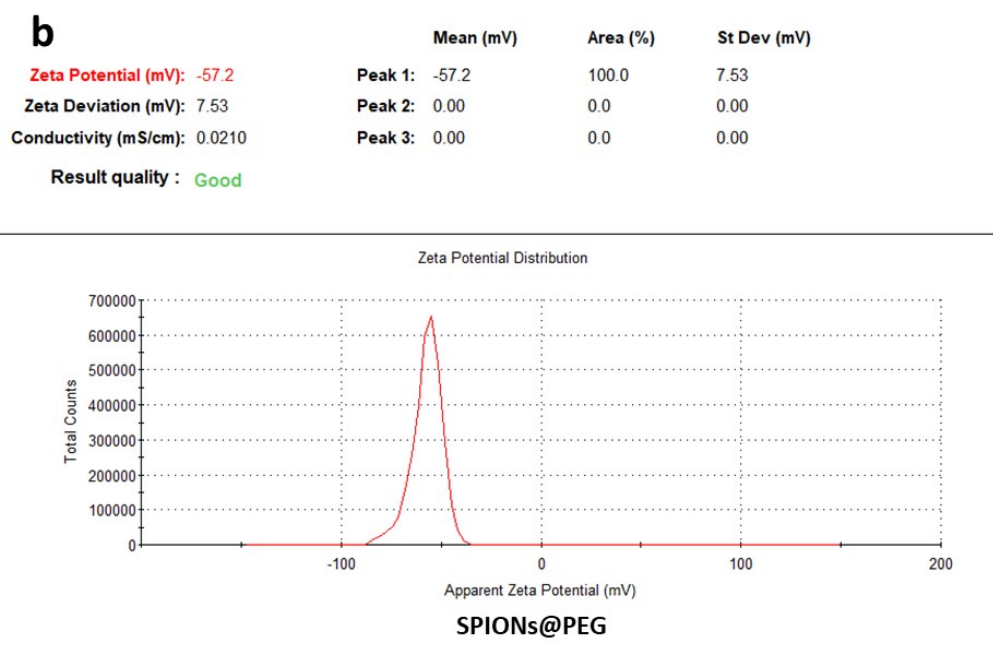 b
Mean (mV) Area (%) St Dev (mV)
Zeta Potential (mV): -57.2 Peak 1: -57.2 100.0 7.53
Zeta Deviation (mV): 7.53 Peak 2: 0.00 0.0 0.00
Conductivity (mS/cm): 0.0210 Peak 3: 0.00 0.0 0.00
Result quality : Good
Zeta Potential Distribution
700000
600000
500000
400000
300000
200000
100000
0
Total Counts
-100 0 100 200
Apparent Zeta Potential (mV)
SPIONs@PEG